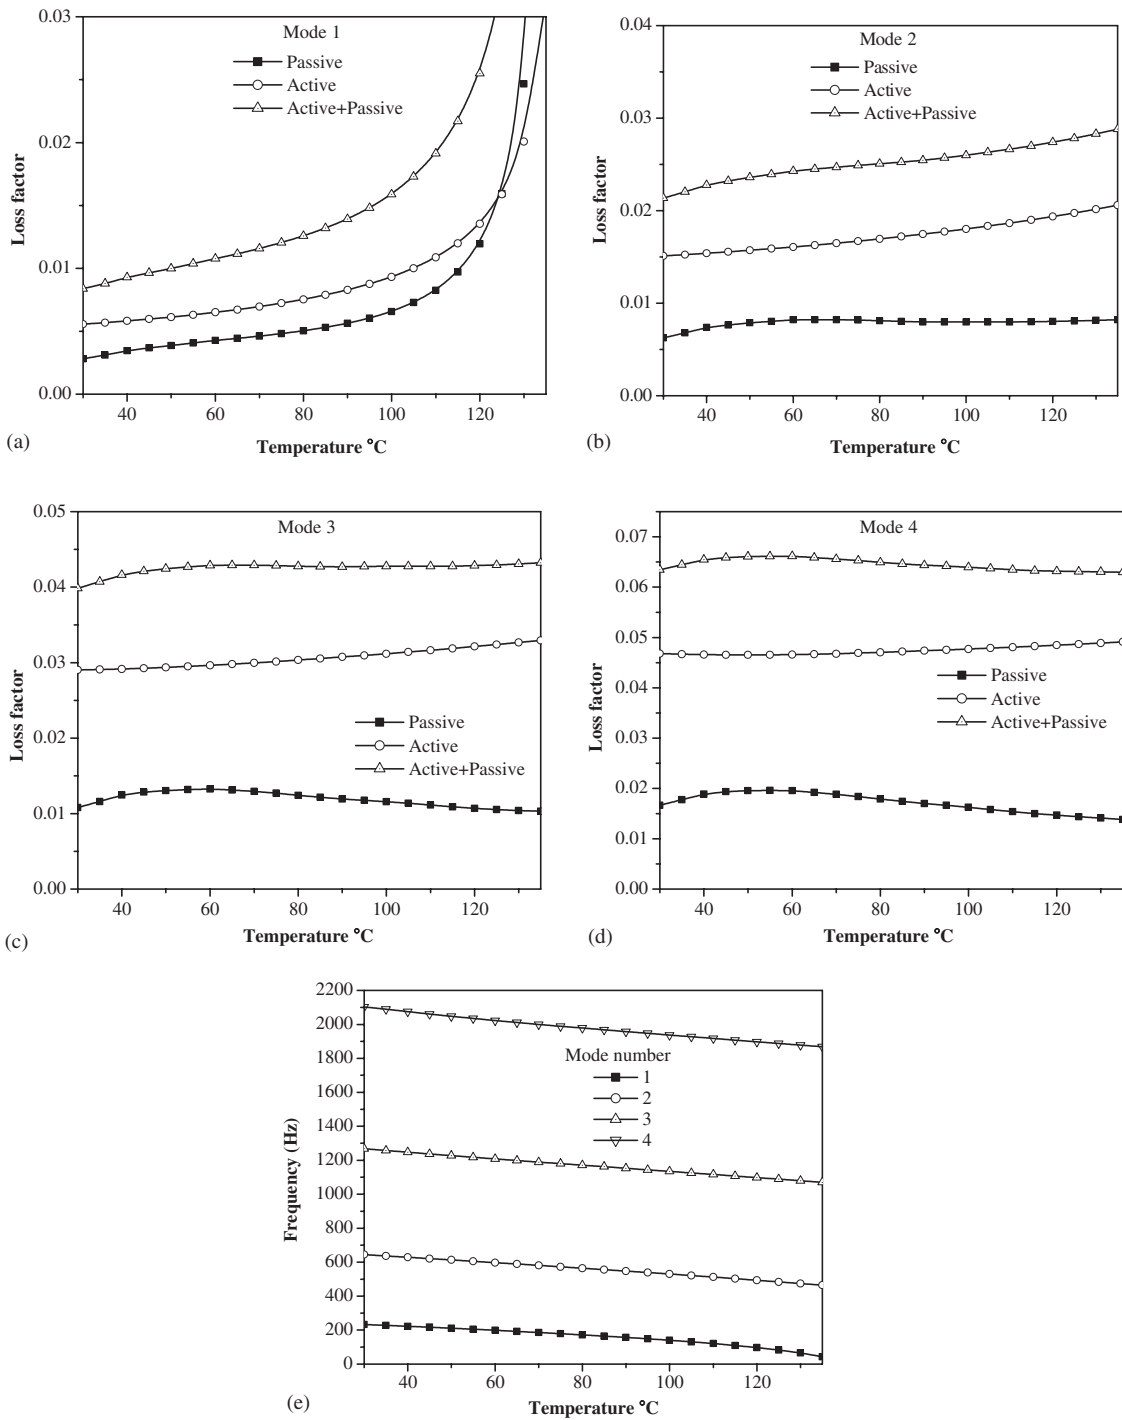 0.03
0.02
0.01
0.00
Loss factor
Mode 1
Passive
Active
Active+Passive
40
60
80
100
120
Temperature °C
(a)
0.04
0.03
0.02
0.01
0.00
Loss factor
Mode 2
Passive
Active
Active+Passive
40
60
80
100
120
Temperature °C
(b)
0.05
0.04
0.03
0.02
0.01
0.00
Loss factor
Mode 3
Passive
Active
Active+Passive
40
60
80
100
120
Temperature °C
(c)
0.07
0.06
0.05
0.04
0.03
0.02
0.01
0.00
Loss factor
Mode 4
Passive
Active
Active+Passive
40
60
80
100
120
Temperature °C
(d)
2200
2000
1800
1600
1400
1200
1000
800
600
400
200
0
Frequency (Hz)
Mode number
1
2
3
4
40
60
80
100
120
Temperature °C
(e)